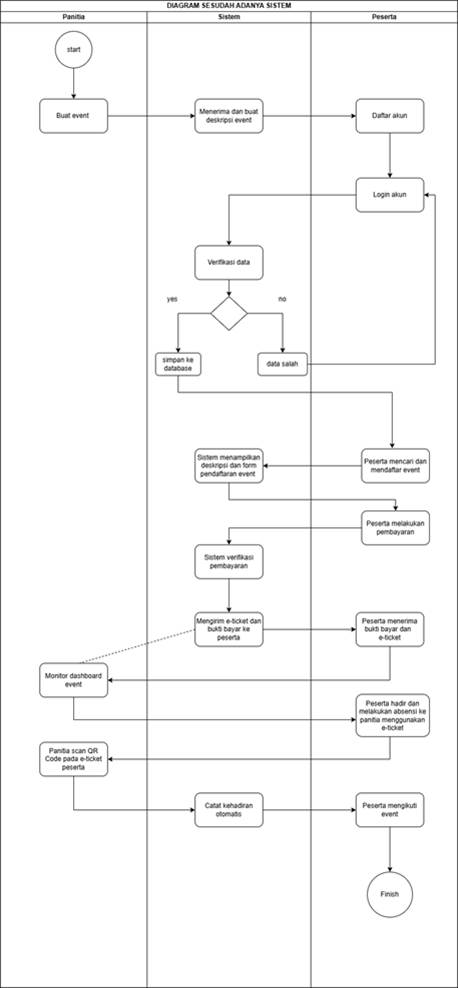 DIAGRAM SESUDAH ADANYA SISTEM
Panitia
Sistem
Peserta
start
Buat event
Menerima dan buat
deskripsi event
Daftar akun
Login akun
Verifikasi data
yes
no
simpan ke
database
data salah
Sistem menampilkan
deskripsi dan form
pendaftaran event
Peserta mencari dan
mendaftar event
Peserta melakukan
pembayaran
Sistem verifikasi
pembayaran
Mengirim e-ticket dan
bukti bayar ke
peserta
Peserta menerima
bukti bayar dan
e-ticket
Monitor dashboard
event
Peserta hadir dan
melakukan absensi ke
panitia menggunakan
e-ticket
Panitia scan QR
Code pada e-ticket
peserta
Catat kehadiran
otomatis
Peserta mengikuti
event
Finish